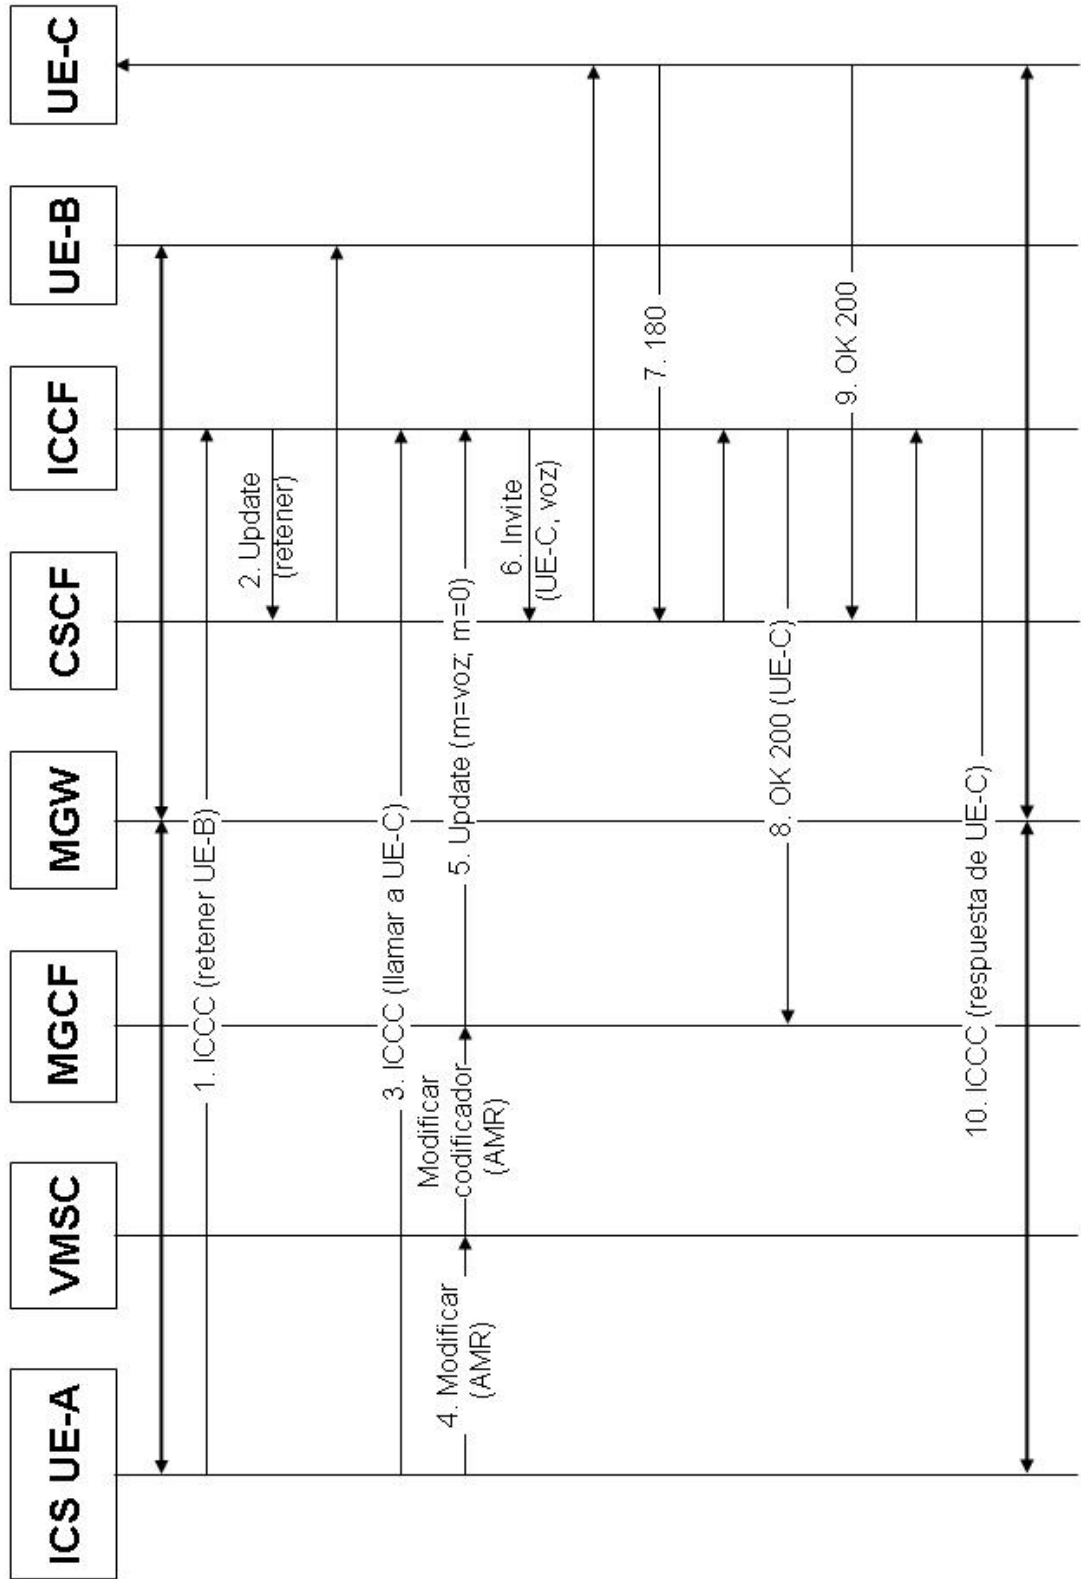 ICS UE-A
VMSC
MGCF
MGW
CSCF
ICCF
UE-B
UE-C
1. ICCC (retener UE-B)
2. Update
(retener)
3. ICCC (llamar a UE-C)
4. Modificar
(AMR)
Modificar
codificador
(AMR)
5. Update (m=voz; m=0)
6. Invite
(UE-C, voz)
7. 180
8. OK 200 (UE-C)
9. OK 200
10. ICCC (respuesta de UE-C)